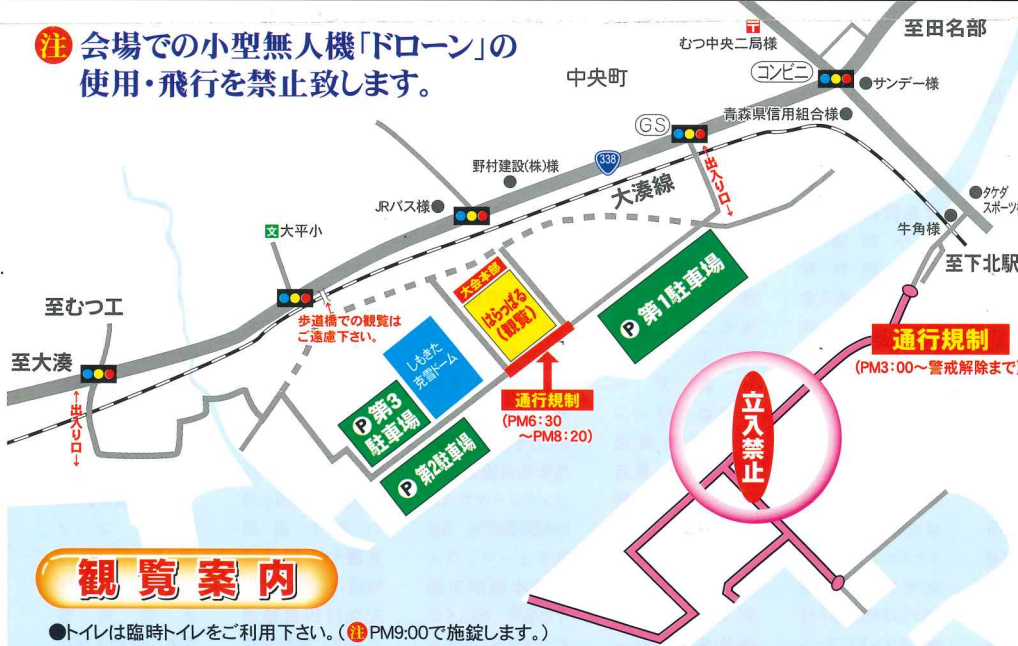 注 会場での小型無人機「ドローン」の
使用・飛行を禁止致します。
むつ中央二局様
至田名部
中央町
コンビニ
サンデー様
青森県信用組合様
GS
338
野村建設(株)様
←出入り口→
大湊線
JRバス様
タケダ
スポーツ
牛角様
文 大平小
至下北駅
大会本部
はらっぱる
(観覧)
P 第1駐車場
至むつ工
歩道橋での観覧は
ご遠慮下さい。
至大湊
しもきた
克雪ドーム
通行規制
(PM3:00〜警戒解除まで)
←出入り口→
通行規制
(PM6:30
〜PM8:20)
P 第3
駐車場
P 第2駐車場
立入禁止
観覧案内
●トイレは臨時トイレをご利用下さい。(注 PM9:00で施錠します。)